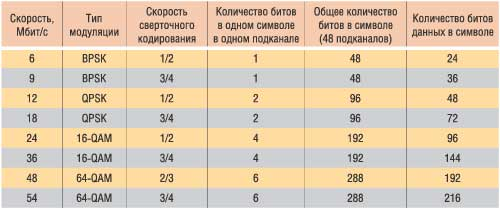 Скорость, Мбит/с | Тип модуляции | Скорость сверточного кодирования | Количество битов в одном символе в одном подканале | Общее количество битов в символе (48 подканалов) | Количество битов данных в символе
6 | BPSK | 1/2 | 1 | 48 | 24
9 | BPSK | 3/4 | 1 | 48 | 36
12 | QPSK | 1/2 | 2 | 96 | 48
18 | QPSK | 3/4 | 2 | 96 | 72
24 | 16-QAM | 1/2 | 4 | 192 | 96
36 | 16-QAM | 3/4 | 4 | 192 | 144
48 | 64-QAM | 2/3 | 6 | 288 | 192
54 | 64-QAM | 3/4 | 6 | 288 | 216